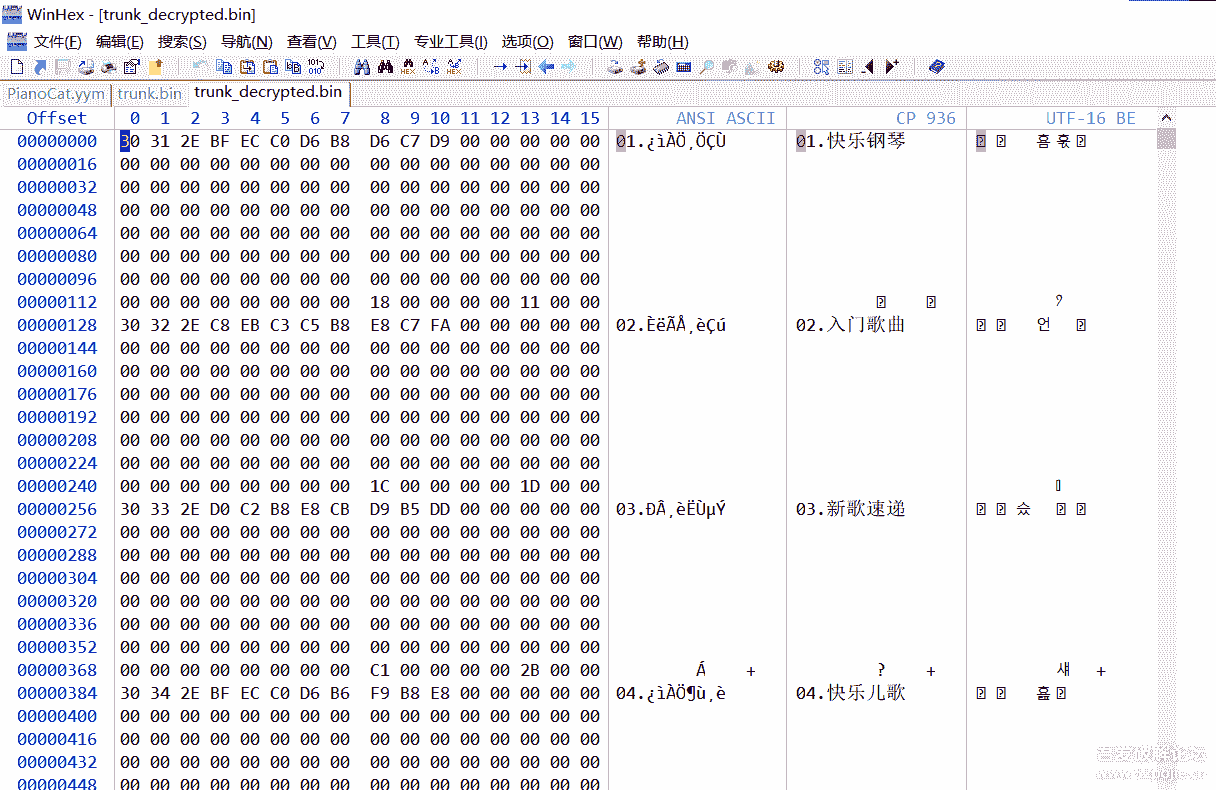 WinHex - [trunk_decrypted.bin]
文件(F) 编辑(E) 搜索(S) 导航(N) 查看(V) 工具(T) 专业工具(I) 选项(O) 窗口(W) 帮助(H)
PianoCat.yym trunk.bin trunk_decrypted.bin
Offset 0 1 2 3 4 5 6 7 8 9 10 11 12 13 14 15 ANSI ASCII CP 936 UTF-16 BE
00000000 30 31 2E BF EC C0 D6 B8 D6 C7 D9 00 00 00 00 00 01.¿ìÀÖ¸ÖÇÙ 01.快乐钢琴
00000016 00 00 00 00 00 00 00 00 00 00 00 00 00 00 00 00
00000032 00 00 00 00 00 00 00 00 00 00 00 00 00 00 00 00
00000048 00 00 00 00 00 00 00 00 00 00 00 00 00 00 00 00
00000064 00 00 00 00 00 00 00 00 00 00 00 00 00 00 00 00
00000080 00 00 00 00 00 00 00 00 00 00 00 00 00 00 00 00
00000096 00 00 00 00 00 00 00 00 00 00 00 00 00 00 00 00
00000112 00 00 00 00 00 00 00 00 18 00 00 00 00 11 00 00
00000128 30 32 2E C8 EB C3 C5 B8 E8 C7 FA 00 00 00 00 00 02.ÈëÃÅ¸èÇú 02.入门歌曲 언
00000144 00 00 00 00 00 00 00 00 00 00 00 00 00 00 00 00
00000160 00 00 00 00 00 00 00 00 00 00 00 00 00 00 00 00
00000176 00 00 00 00 00 00 00 00 00 00 00 00 00 00 00 00
00000192 00 00 00 00 00 00 00 00 00 00 00 00 00 00 00 00
00000208 00 00 00 00 00 00 00 00 00 00 00 00 00 00 00 00
00000224 00 00 00 00 00 00 00 00 00 00 00 00 00 00 00 00
00000240 00 00 00 00 00 00 00 00 1C 00 00 00 00 1D 00 00
00000256 30 33 2E D0 C2 B8 E8 CB D9 B5 DD 00 00 00 00 00 03.ÐÂ¸èËÙµÝ 03.新歌速递
00000272 00 00 00 00 00 00 00 00 00 00 00 00 00 00 00 00
00000288 00 00 00 00 00 00 00 00 00 00 00 00 00 00 00 00
00000304 00 00 00 00 00 00 00 00 00 00 00 00 00 00 00 00
00000320 00 00 00 00 00 00 00 00 00 00 00 00 00 00 00 00
00000336 00 00 00 00 00 00 00 00 00 00 00 00 00 00 00 00
00000352 00 00 00 00 00 00 00 00 00 00 00 00 00 00 00 00
00000368 00 00 00 00 00 00 00 00 C1 00 00 00 00 2B 00 00 Á + ? + 섀 +
00000384 30 34 2E BF EC C0 D6 B6 F9 B8 E8 00 00 00 00 00 04.¿ìÀÖ¶ù¸è 04.快乐儿歌
00000400 00 00 00 00 00 00 00 00 00 00 00 00 00 00 00 00
00000416 00 00 00 00 00 00 00 00 00 00 00 00 00 00 00 00
00000432 00 00 00 00 00 00 00 00 00 00 00 00 00 00 00 00
00000448 00 00 00 00 00 00 00 00 00 00 00 00 00 00 00 00
吾爱破解论坛
www.52pojie.cn